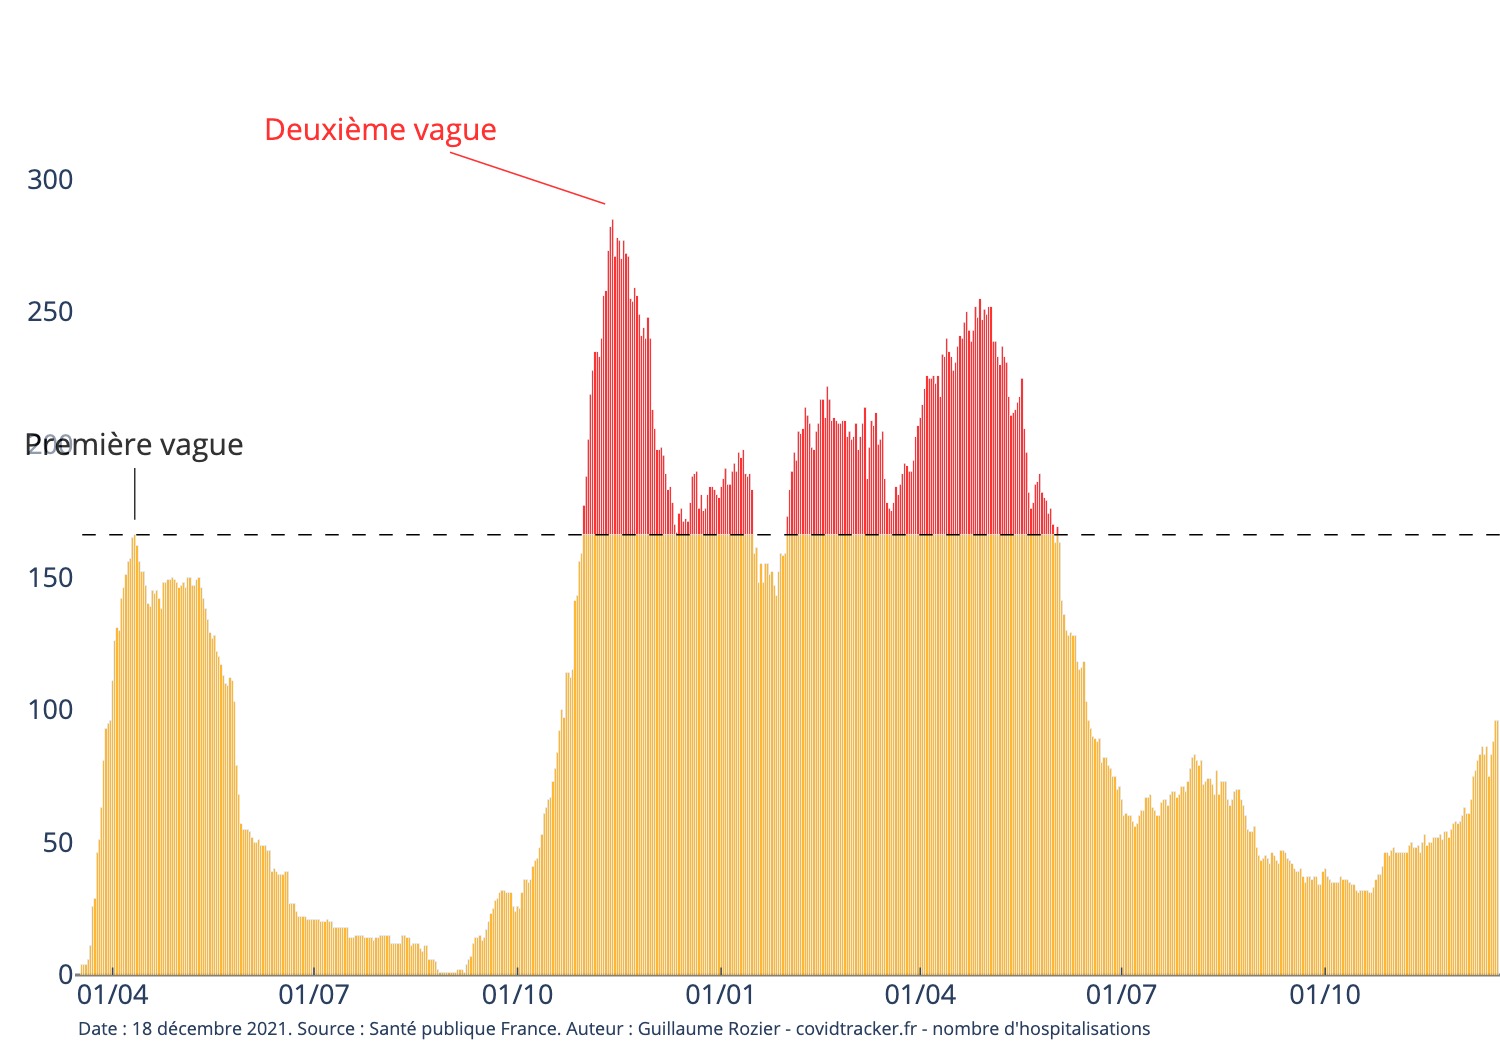 Deuxième vague
300
250
200
Première vague
150
100
50
0
01/04 01/07 01/10 01/01 01/04 01/07 01/10
Date : 18 décembre 2021. Source : Santé publique France. Auteur : Guillaume Rozier - covidtracker.fr - nombre d'hospitalisations